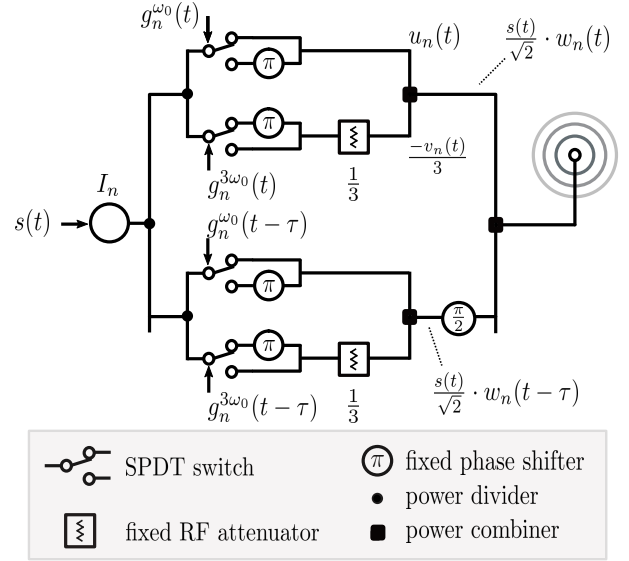 g_n^{ω_0}(t)
π
u_n(t)
s(t)/√2 · w_n(t)
π
1/3
-v_n(t)/3
g_n^{3ω_0}(t)
I_n
s(t)
g_n^{ω_0}(t − τ)
π
π
π/2
1/3
g_n^{3ω_0}(t − τ)
s(t)/√2 · w_n(t − τ)
SPDT switch
π fixed phase shifter
power divider
fixed RF attenuator
power combiner